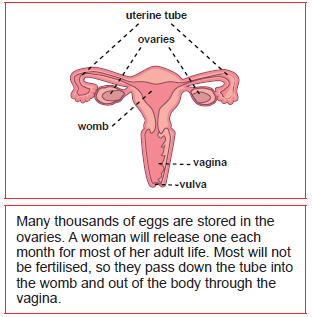 uterine tube
ovaries
womb
vagina
vulva
Many thousands of eggs are stored in the
ovaries. A woman will release one each
month for most of her adult life. Most will not
be fertilised, so they pass down the tube into
the womb and out of the body through the
vagina.